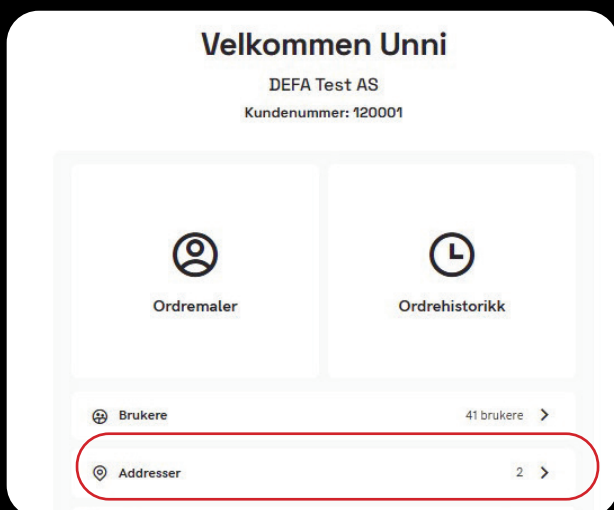 Velkommen Unni
DEFA Test AS
Kundenummer: 120001
Ordremaler
Ordrehistorikk
Brukere 41 brukere
Addresser 2